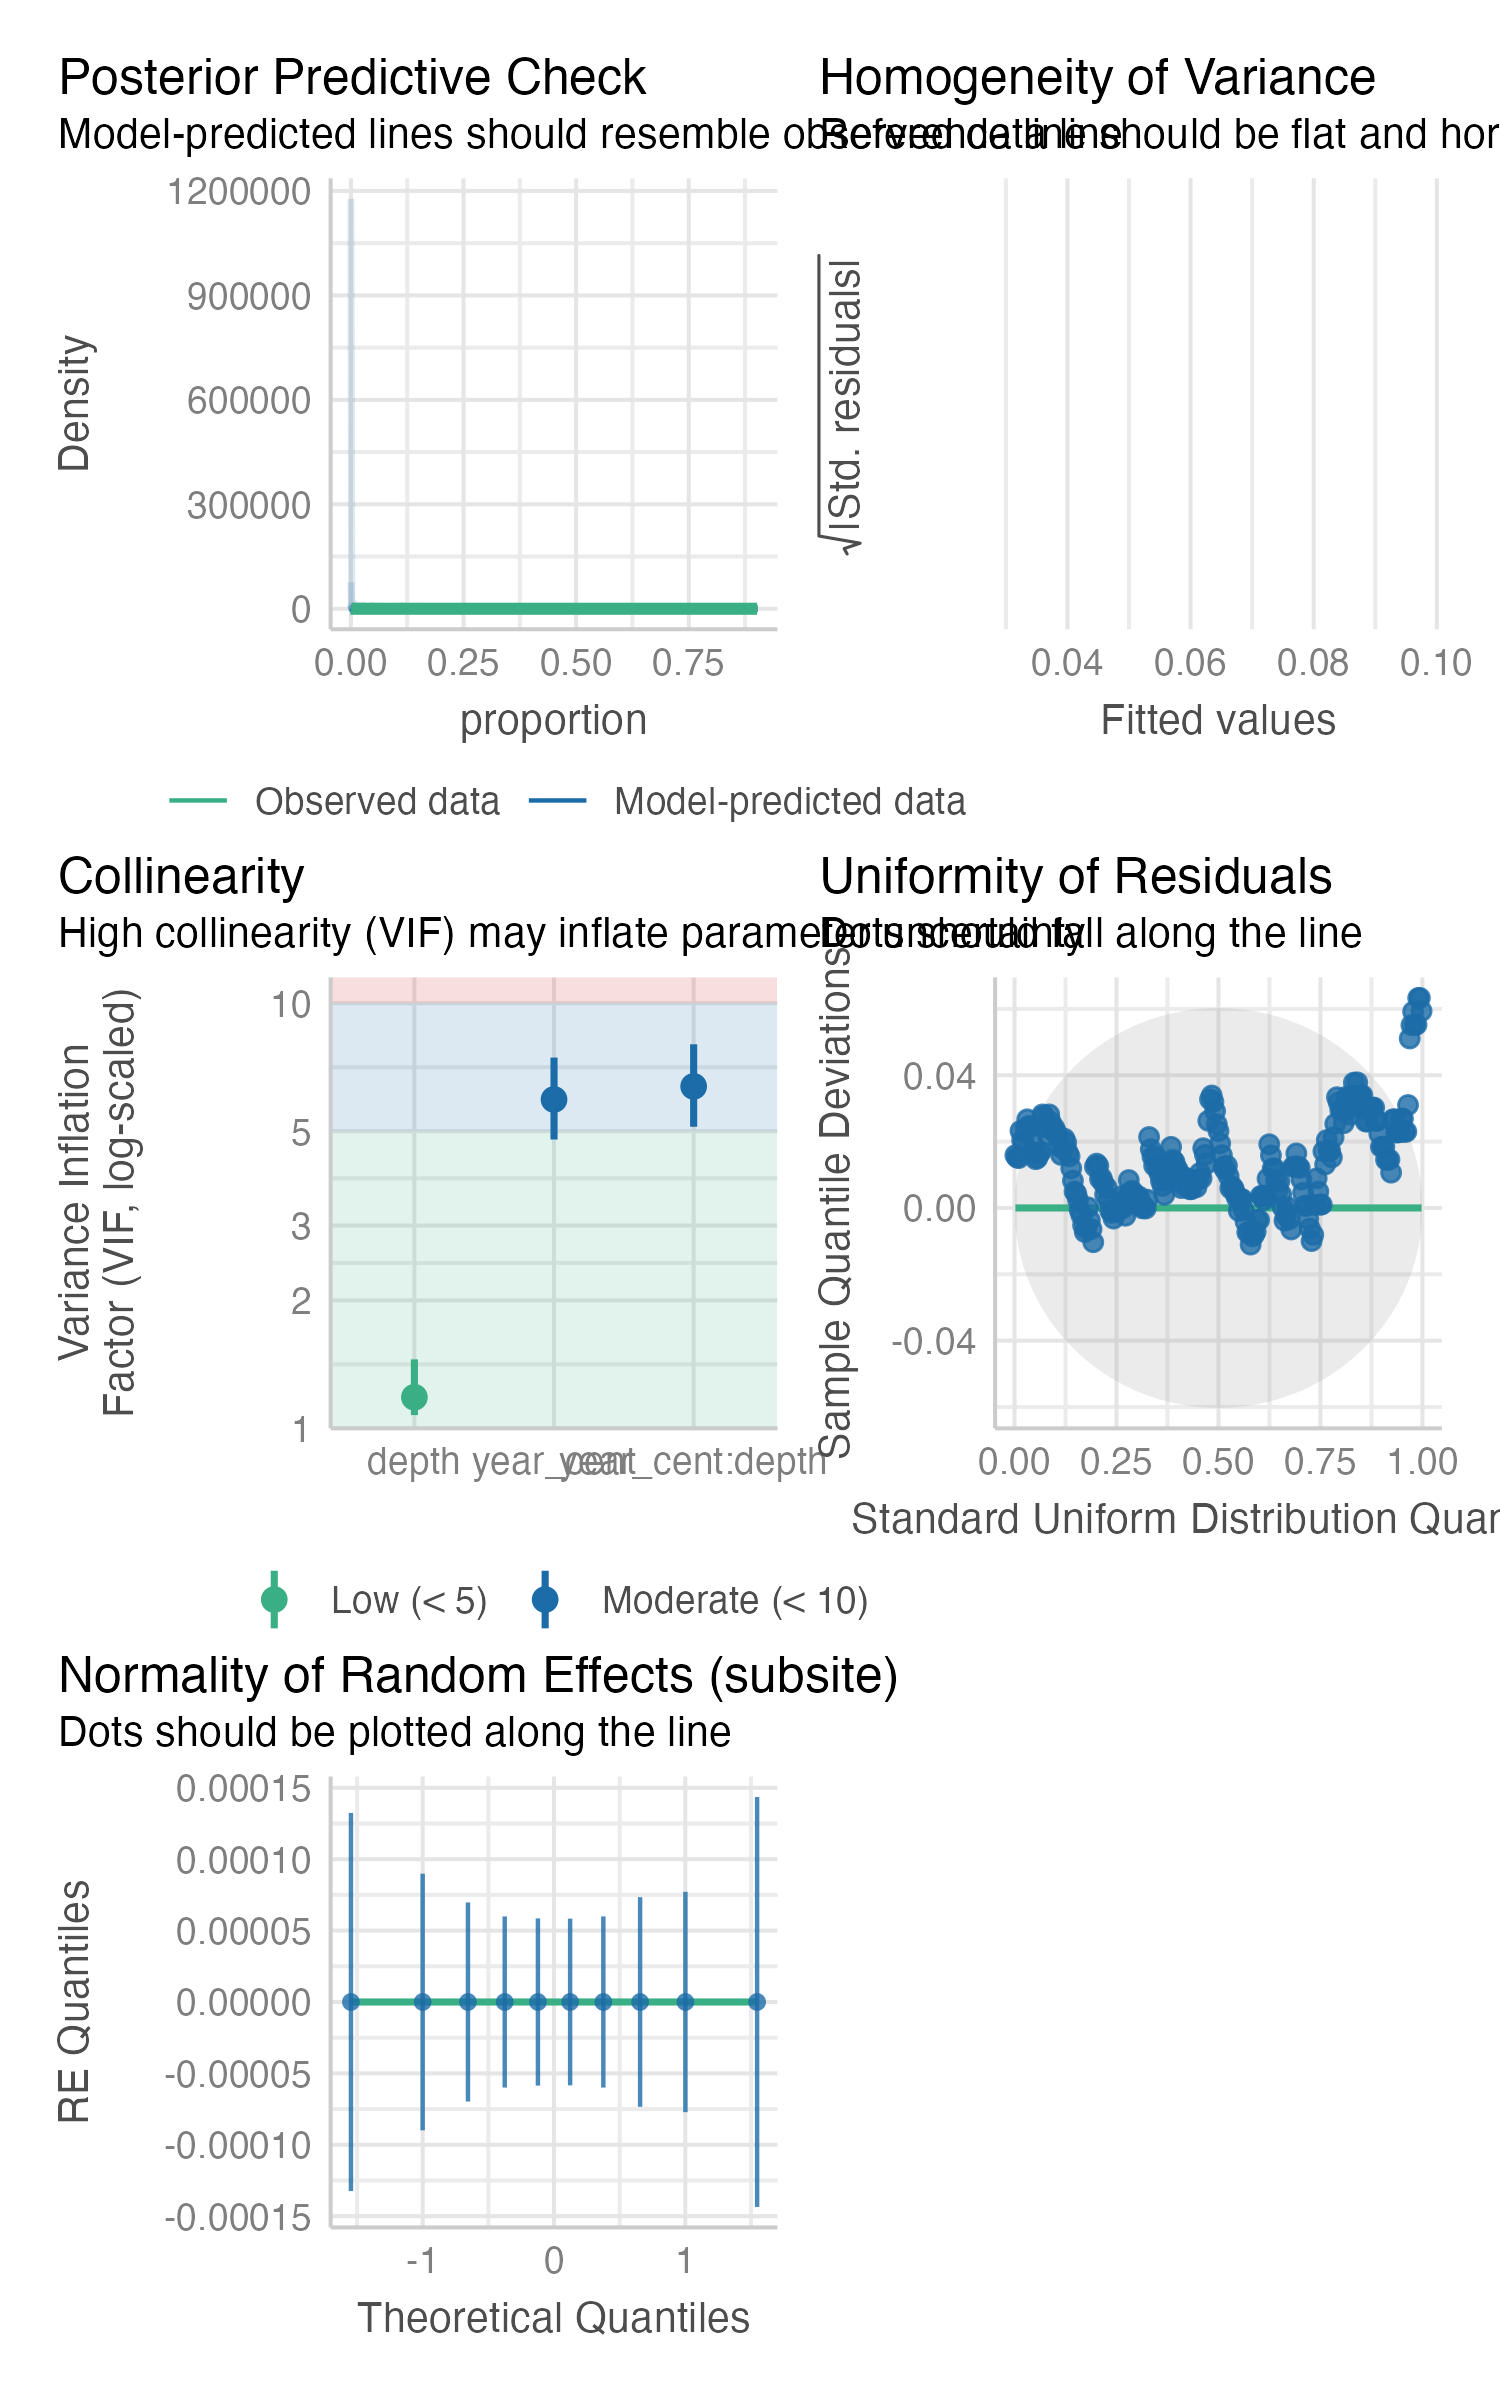 Posterior Predictive Check
Model-predicted lines should resemble observed data line
1200000
900000
600000
300000
0
Density
0.00 0.25 0.50 0.75
proportion
Observed data Model-predicted data
Homogeneity of Variance
Reference line should be flat and hor
√|Std. residuals|
0.04 0.06 0.08 0.10
Fitted values
Collinearity
High collinearity (VIF) may inflate parameter uncertainty
Variance Inflation
Factor (VIF, log-scaled)
10
5
3
2
1
depth year_cent year_cent:depth
Low (< 5) Moderate (< 10)
Uniformity of Residuals
Dots should fall along the line
Sample Quantile Deviations
0.04
0.00
-0.04
0.00 0.25 0.50 0.75 1.00
Standard Uniform Distribution Quan
Normality of Random Effects (subsite)
Dots should be plotted along the line
RE Quantiles
0.00015
0.00010
0.00005
0.00000
-0.00005
-0.00010
-0.00015
-1 0 1
Theoretical Quantiles